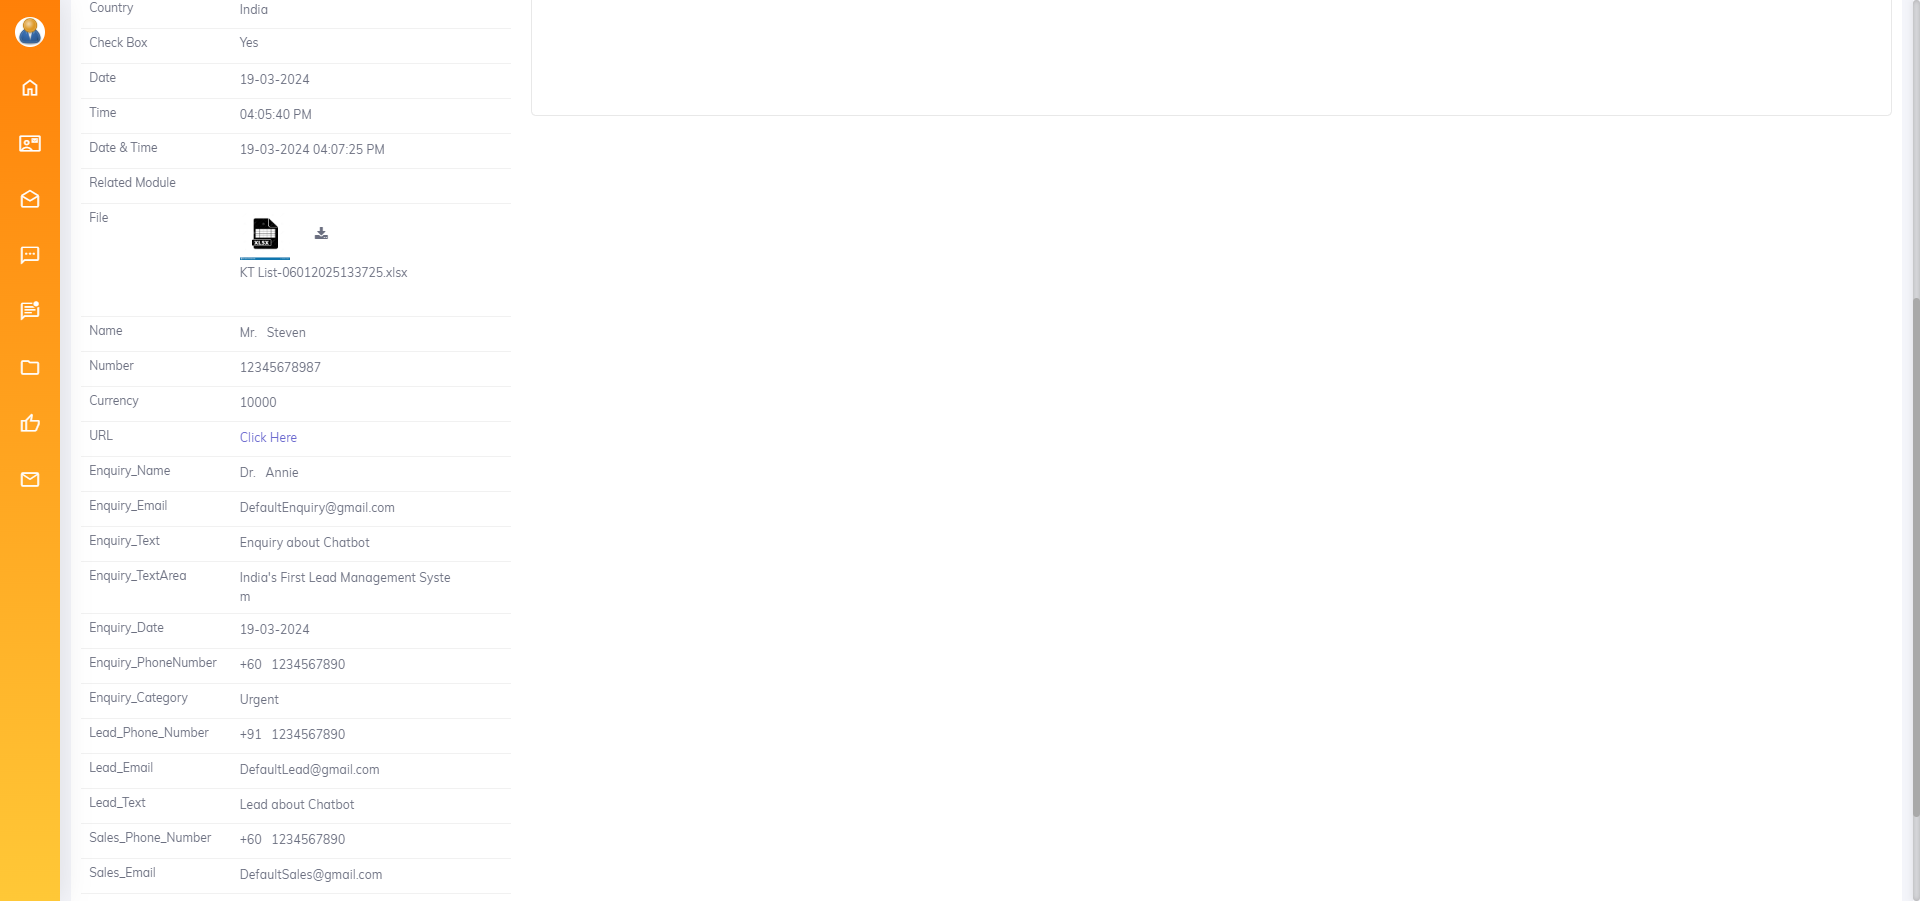 Country India
Check Box Yes
Date 19-03-2024
Time 04:05:40 PM
Date & Time 19-03-2024 04:07:25 PM
Related Module
File
XLSX
KT List-06012025133725.xlsx
Name Mr. Steven
Number 12345678987
Currency 10000
URL Click Here
Enquiry_Name Dr. Annie
Enquiry_Email DefaultEnquiry@gmail.com
Enquiry_Text Enquiry about Chatbot
Enquiry_TextArea India's First Lead Management Syste
m
Enquiry_Date 19-03-2024
Enquiry_PhoneNumber +60 1234567890
Enquiry_Category Urgent
Lead_Phone_Number +91 1234567890
Lead_Email DefaultLead@gmail.com
Lead_Text Lead about Chatbot
Sales_Phone_Number +60 1234567890
Sales_Email DefaultSales@gmail.com